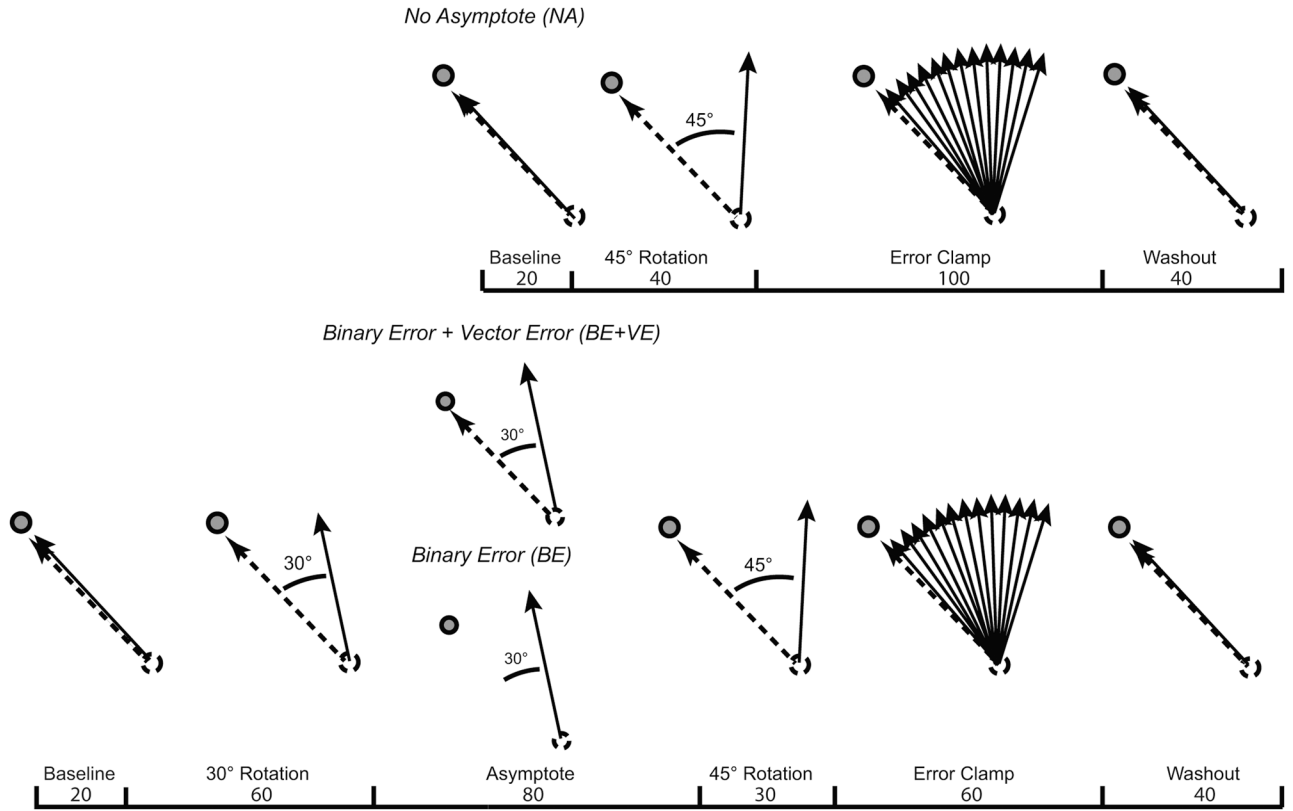 No Asymptote (NA)
45°
Baseline 45° Rotation Error Clamp Washout
20 40 100 40
Binary Error + Vector Error (BE+VE)
30°
30°
Binary Error (BE)
30°
45°
Baseline 30° Rotation Asymptote 45° Rotation Error Clamp Washout
20 60 80 30 60 40